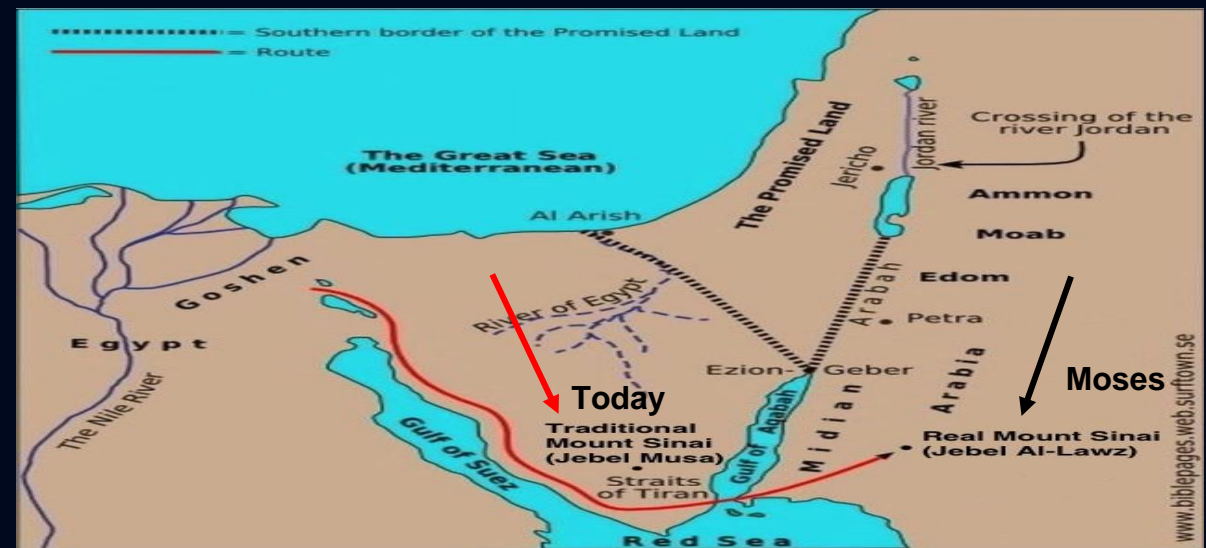 = Southern border of the Promised Land
= Route
The Great Sea
(Mediterranean)
Al Arish
The Promised Land
Jericho
Jordan river
Crossing of the
river Jordan
Ammon
Moab
Edom
Arabah
Petra
Goshen
Egypt
The Nile River
River of Egypt
Ezion-Geber
Today
Traditional
Mount Sinai
(Jebel Musa)
Straits
of Tiran
Gulf of Suez
Gulf of Aqabah
Midian
Arabia
Moses
Real Mount Sinai
(Jebel Al-Lawz)
Red Sea
www.biblepages.web.surftown.se